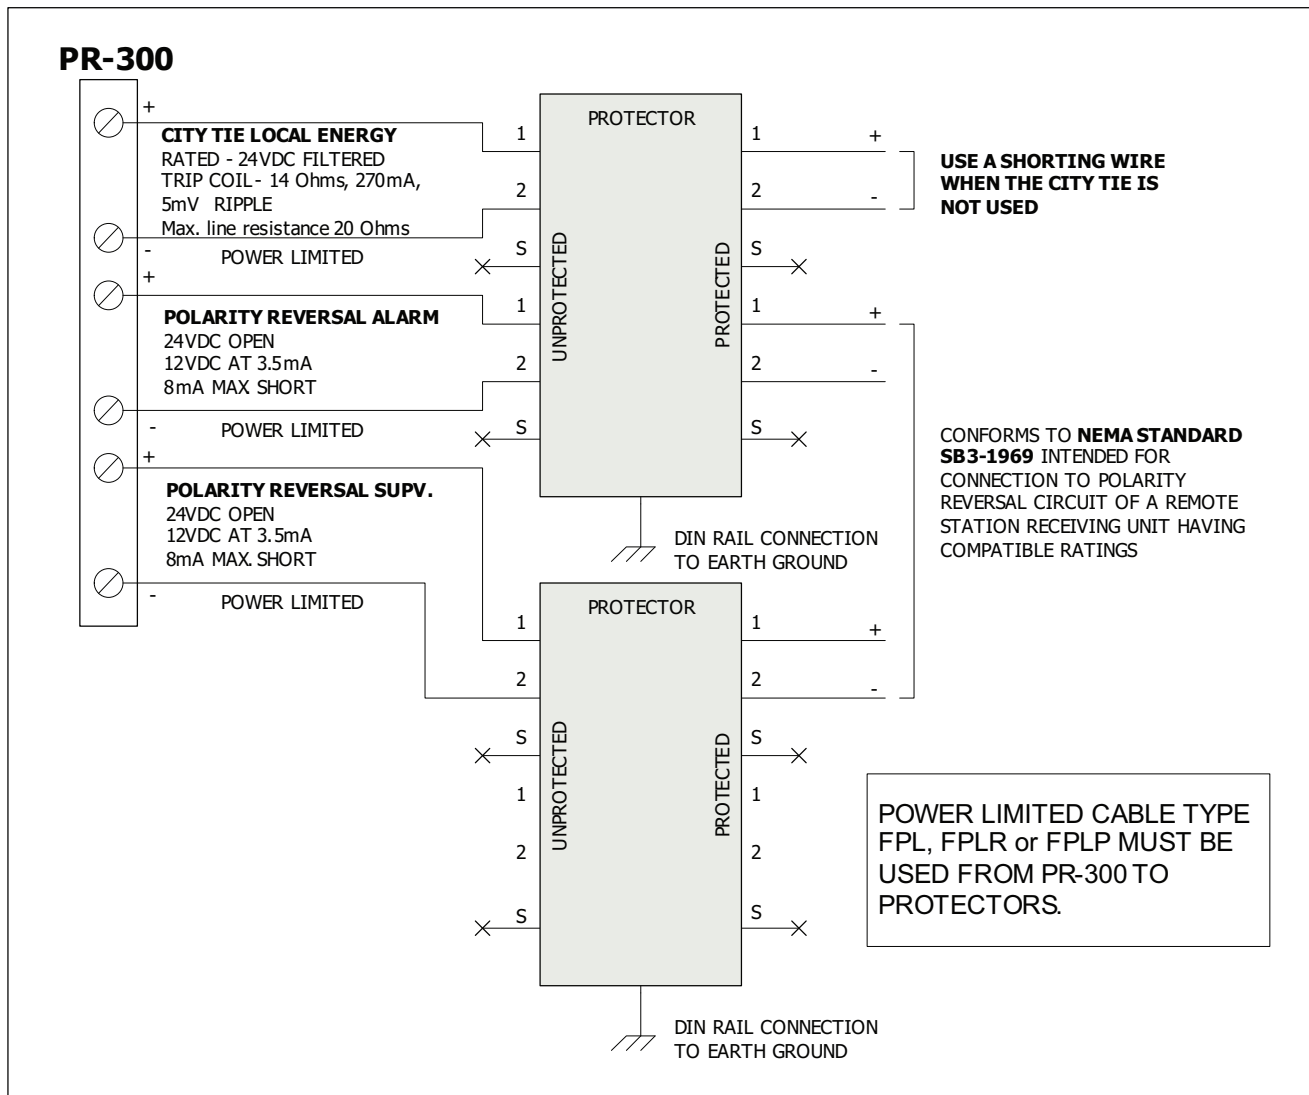 PR-300
+
CITY TIE LOCAL ENERGY
RATED - 24VDC FILTERED
TRIP COIL - 14 Ohms, 270mA,
5mV RIPPLE
Max. line resistance 20 Ohms
-
POWER LIMITED
+
POLARITY REVERSAL ALARM
24VDC OPEN
12VDC AT 3.5mA
8mA MAX. SHORT
-
POWER LIMITED
+
POLARITY REVERSAL SUPV.
24VDC OPEN
12VDC AT 3.5mA
8mA MAX. SHORT
-
POWER LIMITED
PROTECTOR
1
2
S
1
2
S
UNPROTECTED
PROTECTED
1
2
S
1
2
S
+
-
+
-
USE A SHORTING WIRE
WHEN THE CITY TIE IS
NOT USED
CONFORMS TO NEMA STANDARD
SB3-1969 INTENDED FOR
CONNECTION TO POLARITY
REVERSAL CIRCUIT OF A REMOTE
STATION RECEIVING UNIT HAVING
COMPATIBLE RATINGS
DIN RAIL CONNECTION
TO EARTH GROUND
PROTECTOR
1
2
S
1
2
S
UNPROTECTED
PROTECTED
1
2
S
1
2
S
+
-
POWER LIMITED CABLE TYPE
FPL, FPLR or FPLP MUST BE
USED FROM PR-300 TO
PROTECTORS.
DIN RAIL CONNECTION
TO EARTH GROUND